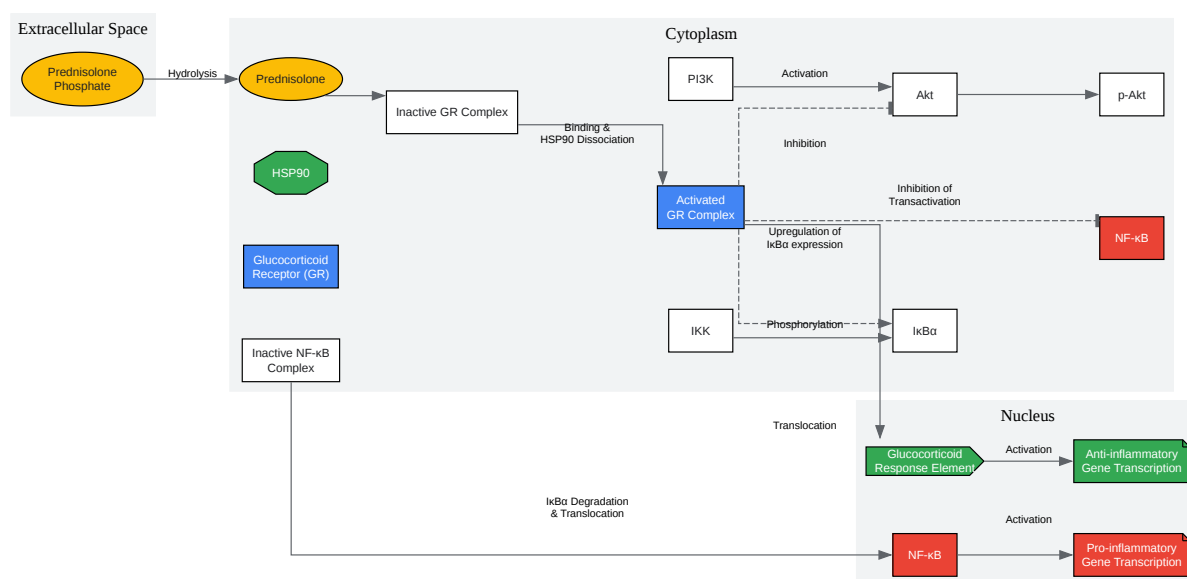 Extracellular Space
Prednisolone
Phosphate
Hydrolysis
Cytoplasm
Prednisolone
Inactive GR Complex
Binding &
HSP90 Dissociation
HSP90
Glucocorticoid
Receptor (GR)
Inactive NF-κB
Complex
PI3K
Activation
Akt
p-Akt
Inhibition
Activated
GR Complex
Inhibition of
Transactivation
NF-κB
Upregulation of
IκBα expression
IKK
Phosphorylation
IκBα
Translocation
Nucleus
Glucocorticoid
Response Element
Activation
Anti-inflammatory
Gene Transcription
IκBα Degradation
& Translocation
NF-κB
Activation
Pro-inflammatory
Gene Transcription